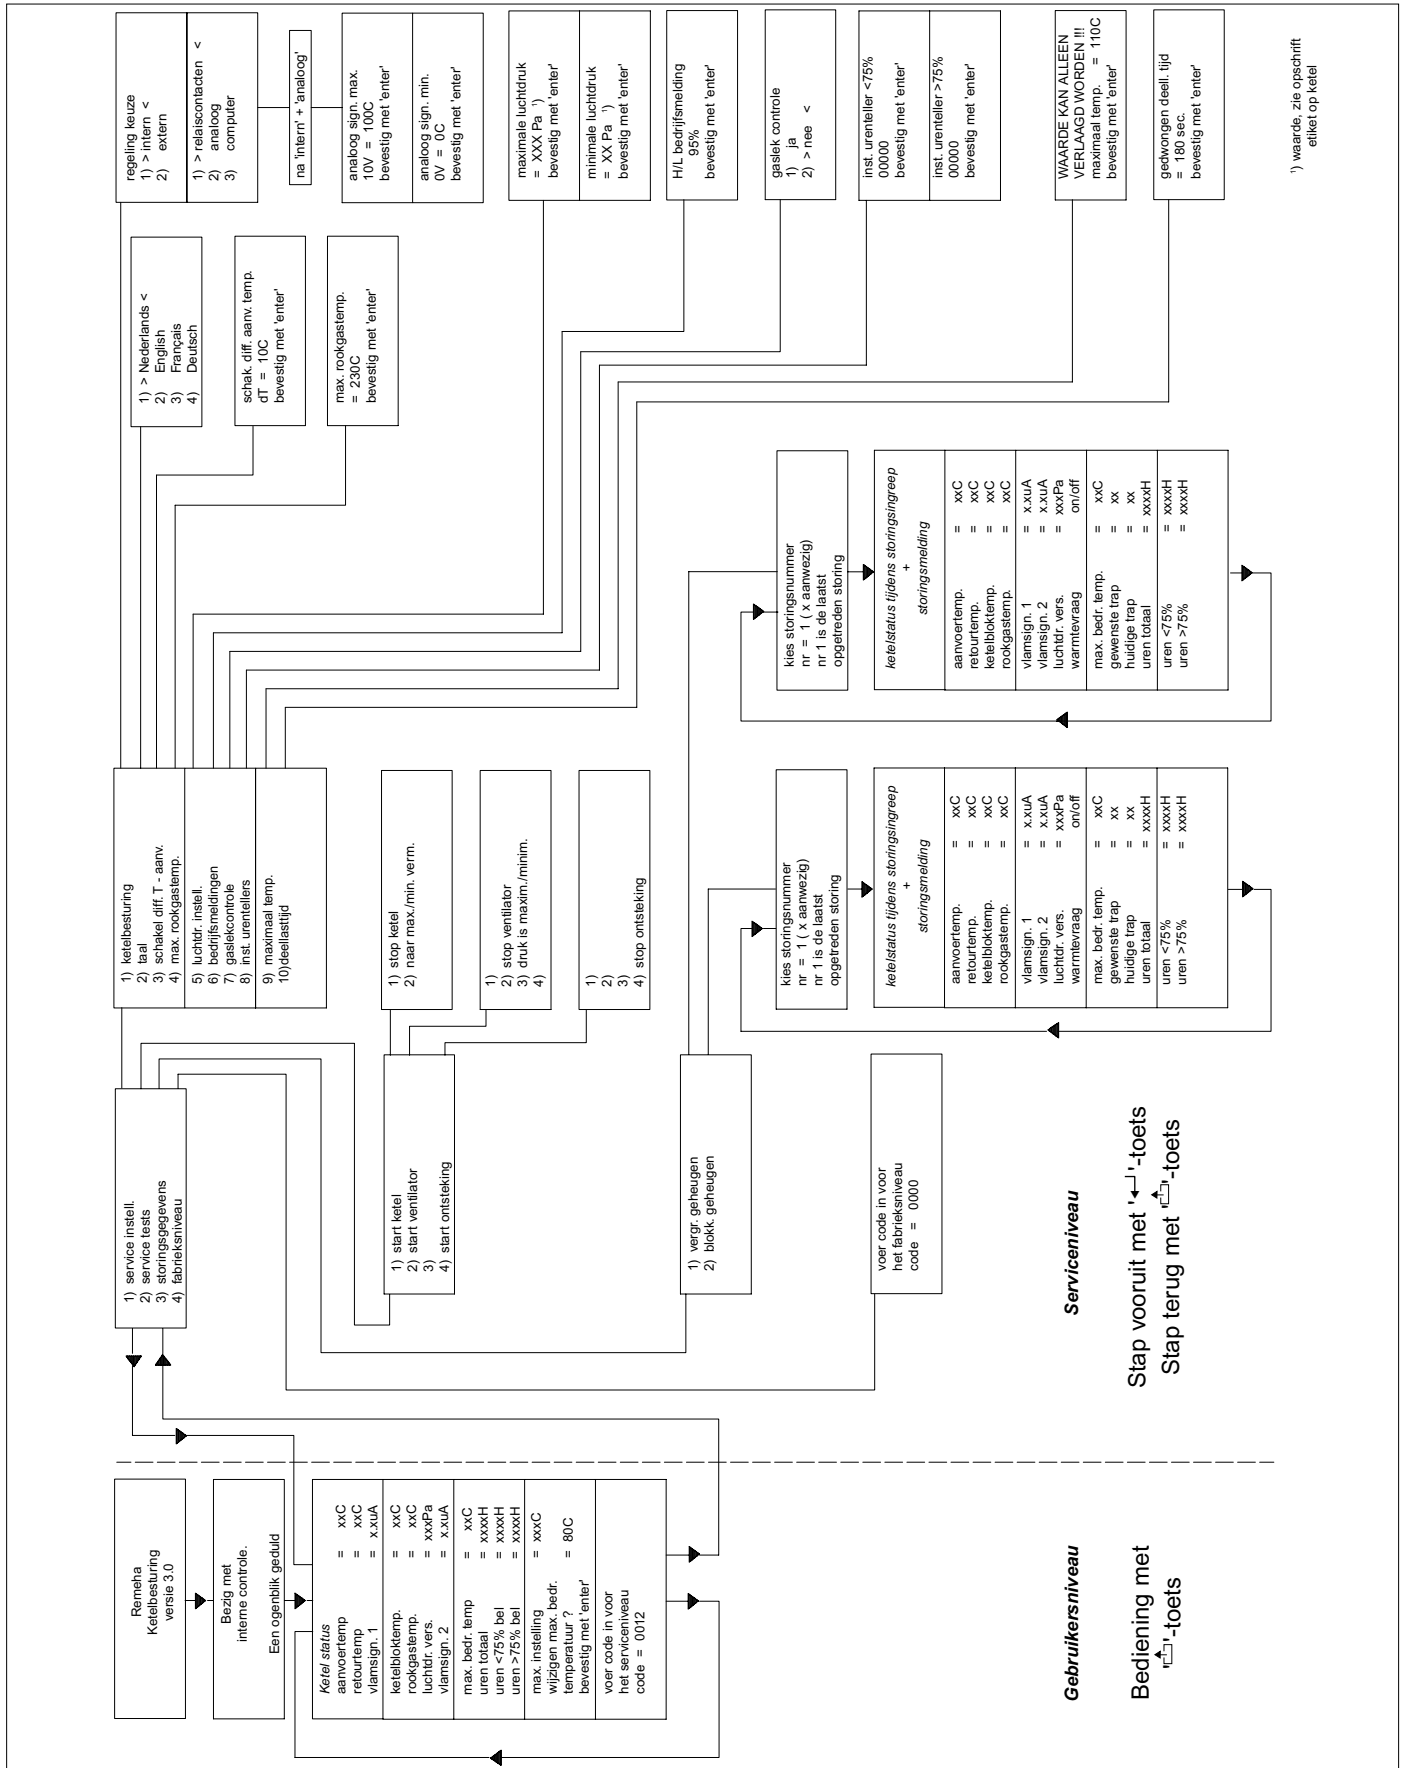 Remeha
Ketelbesturing
versie 3.0
Bezig met
interne controle.
Een ogenblik geduld
Ketel status
aanvoertemp = xxC
retourtemp = xxC
vlamsign. 1 = x.xuA
ketelbloktemp. = xxC
rookgastemp. = xxC
luchtdr. vers. = xxxPa
vlamsign. 2 = x.xuA
max. bedr. temp = xxC
uren totaal = xxxxH
uren <75% bel = xxxxH
uren >75% bel = xxxxH
max. instelling = xxxC
wijzigen max. bedr.
temperatuur ? = 80C
bevestig met 'enter'
voer code in voor
het serviceniveau
code = 0012
Gebruikersniveau
Bediening met
' '-toets
1) service instell.
2) service tests
3) storingsgegevens
4) fabrieksniveau
1) start ketel
2) start ventilator
3)
4) start ontsteking
1) vergr. geheugen
2) blokk. geheugen
voer code in voor
het fabrieksniveau
code = 0000
Serviceniveau
Stap vooruit met '↵'-toets
Stap terug met ' '-toets
1) ketelbesturing
2) taal
3) schakel diff. T - aanv.
4) max. rookgastemp.
5) luchtdr. instell.
6) bedrijfsmeldingen
7) gaslekcontrole
8) inst. urentellers
9) maximaal temp.
10)deellasttijd
1) stop ketel
2) naar max./min. verm.
1)
2) stop ventilator
3) druk is maxim./minim.
4)
1)
2)
3)
4) stop ontsteking
kies storingsnummer
nr = 1 ( x aanwezig)
nr 1 is de laatst
opgetreden storing
ketelstatus tijdens storingsingreep
+
storingsmelding
aanvoertemp. = xxC
retourtemp. = xxC
ketelbloktemp. = xxC
rookgastemp. = xxC
vlamsign. 1 = x.xuA
vlamsign. 2 = x.xuA
luchtdr. vers. = xxxPa
warmtevraag on/off
max. bedr. temp. = xxC
gewenste trap = xx
huidige trap = xx
uren totaal = xxxxH
uren <75% = xxxxH
uren >75% = xxxxH
kies storingsnummer
nr = 1 ( x aanwezig)
nr 1 is de laatst
opgetreden storing
ketelstatus tijdens storingsingreep
+
storingsmelding
aanvoertemp. = xxC
retourtemp. = xxC
ketelbloktemp. = xxC
rookgastemp. = xxC
vlamsign. 1 = x.xuA
vlamsign. 2 = x.xuA
luchtdr. vers. = xxxPa
warmtevraag on/off
max. bedr. temp. = xxC
gewenste trap = xx
huidige trap = xx
uren totaal = xxxxH
uren <75% = xxxxH
uren >75% = xxxxH
1) > Nederlands <
2) English
3) Français
4) Deutsch
schak. diff. aanv. temp.
dT = 10C
bevestig met 'enter'
max. rookgastemp.
= 230C
bevestig met 'enter'
regeling keuze
1) > intern <
2) extern
1) > relaiscontacten <
2) analoog
3) computer
na 'intern' + 'analoog'
analoog sign. max.
10V = 100C
bevestig met 'enter'
analoog sign. min.
0V = 0C
bevestig met 'enter'
maximale luchtdruk
= XXX Pa ¹)
bevestig met 'enter'
minimale luchtdruk
= XX Pa ¹)
bevestig met 'enter'
H/L bedrijfsmelding
95%
bevestig met 'enter'
gaslek controle
1) ja
2) > nee <
inst. urenteller <75%
00000
bevestig met 'enter'
inst. urenteller >75%
00000
bevestig met 'enter'
WAARDE KAN ALLEEN
VERLAAGD WORDEN !!!
maximaal temp. = 110C
bevestig met 'enter'
gedwongen deell. tijd
= 180 sec.
bevestig met 'enter'
¹) waarde, zie opschrift
etiket op ketel